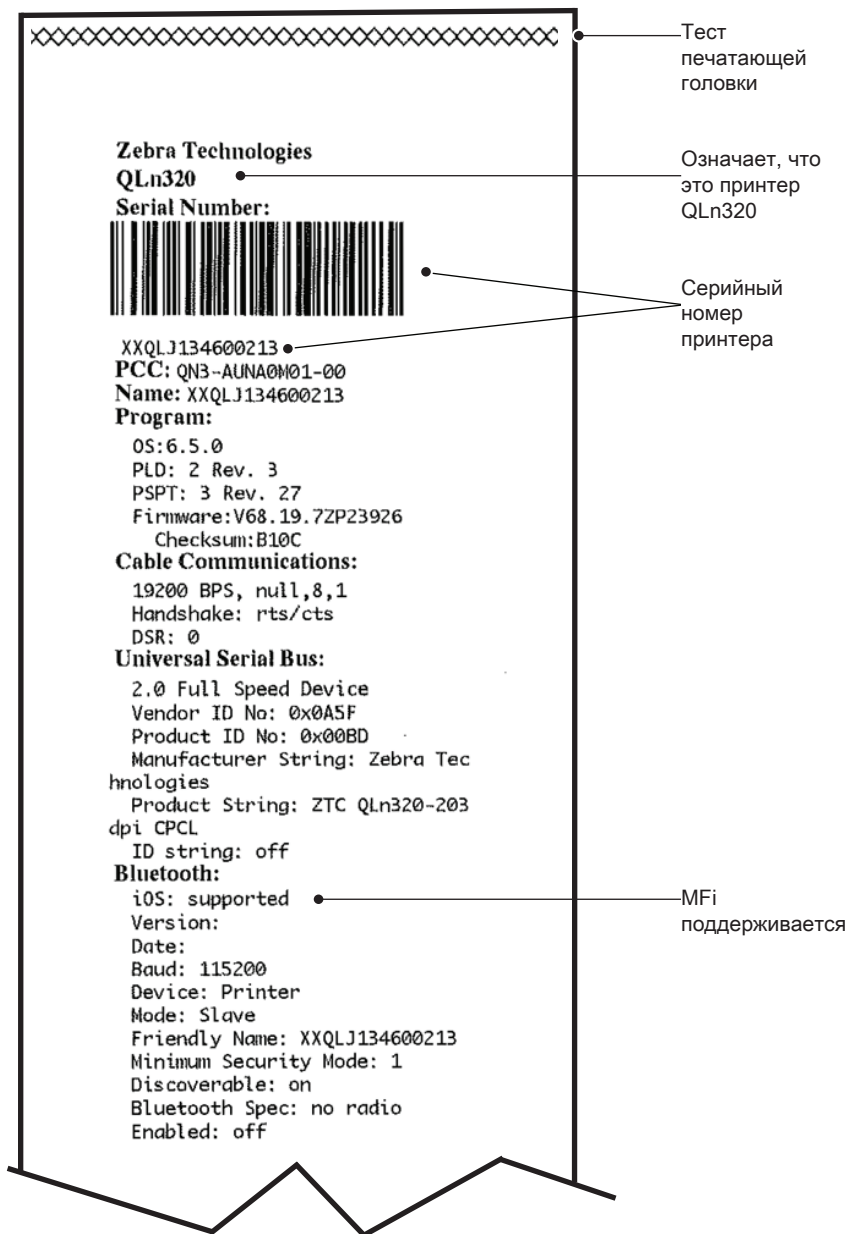 Тест
печатающей
головки
Zebra Technologies
QLn320
Означает, что
это принтер
QLn320
Serial Number:
Серийный
номер
принтера
XXQLJ134600213
PCC: QN3-AUNA0M01-00
Name: XXQLJ134600213
Program:
OS:6.5.0
PLD: 2 Rev. 3
PSPT: 3 Rev. 27
Firmware:V68.19.7ZP23926
Checksum:B10C
Cable Communications:
19200 BPS, null,8,1
Handshake: rts/cts
DSR: 0
Universal Serial Bus:
2.0 Full Speed Device
Vendor ID No: 0x0A5F
Product ID No: 0x00BD
Manufacturer String: Zebra Tec
hnologies
Product String: ZTC QLn320-203
dpi CPCL
ID string: off
Bluetooth:
iOS: supported
MFi
поддерживается
Version:
Date:
Baud: 115200
Device: Printer
Mode: Slave
Friendly Name: XXQLJ134600213
Minimum Security Mode: 1
Discoverable: on
Bluetooth Spec: no radio
Enabled: off